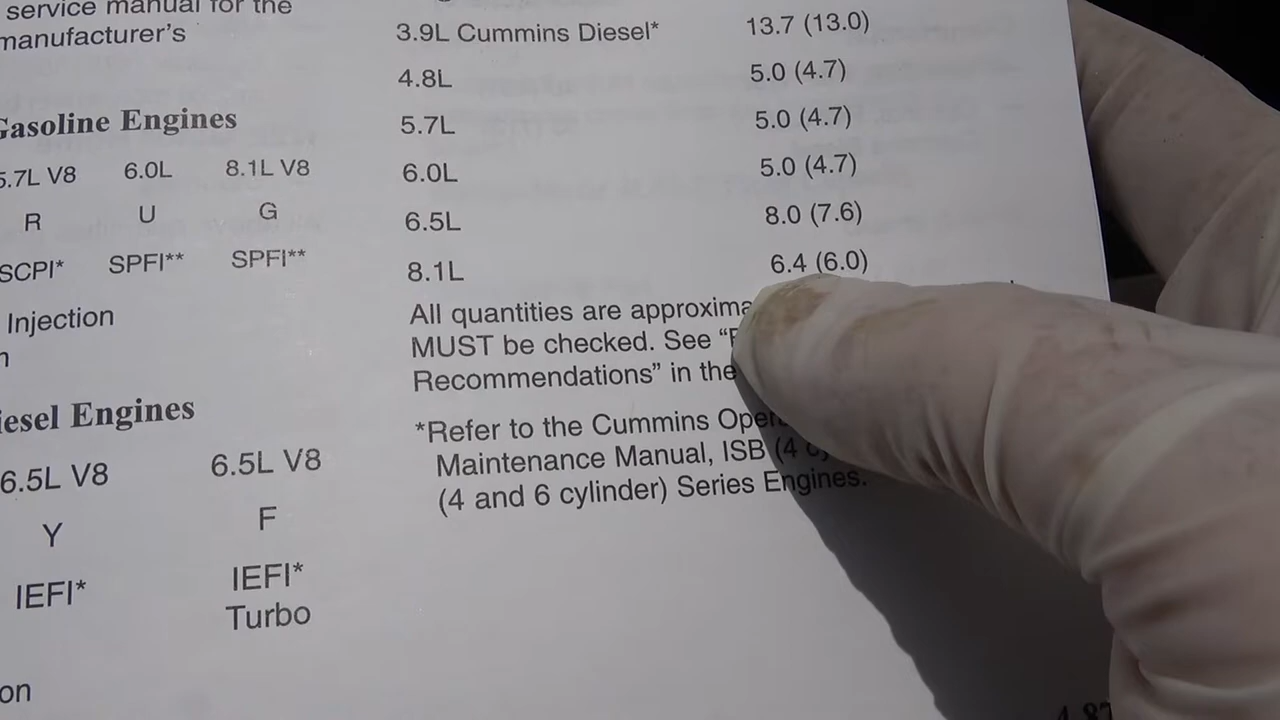 service manual for the
manufacturer's
Gasoline Engines
5.7L V8 6.0L 8.1L V8
R U G
SCPI* SPFI** SPFI**
Injection
iesel Engines
6.5L V8 6.5L V8
Y F
IEFI* IEFI*
Turbo
on
3.9L Cummins Diesel* 13.7 (13.0)
4.8L 5.0 (4.7)
5.7L 5.0 (4.7)
6.0L 5.0 (4.7)
6.5L 8.0 (7.6)
8.1L 6.4 (6.0)
All quantities are approxima
MUST be checked. See "
Recommendations" in the
*Refer to the Cummins Oper
Maintenance Manual, ISB (4
(4 and 6 cylinder) Series Engines.